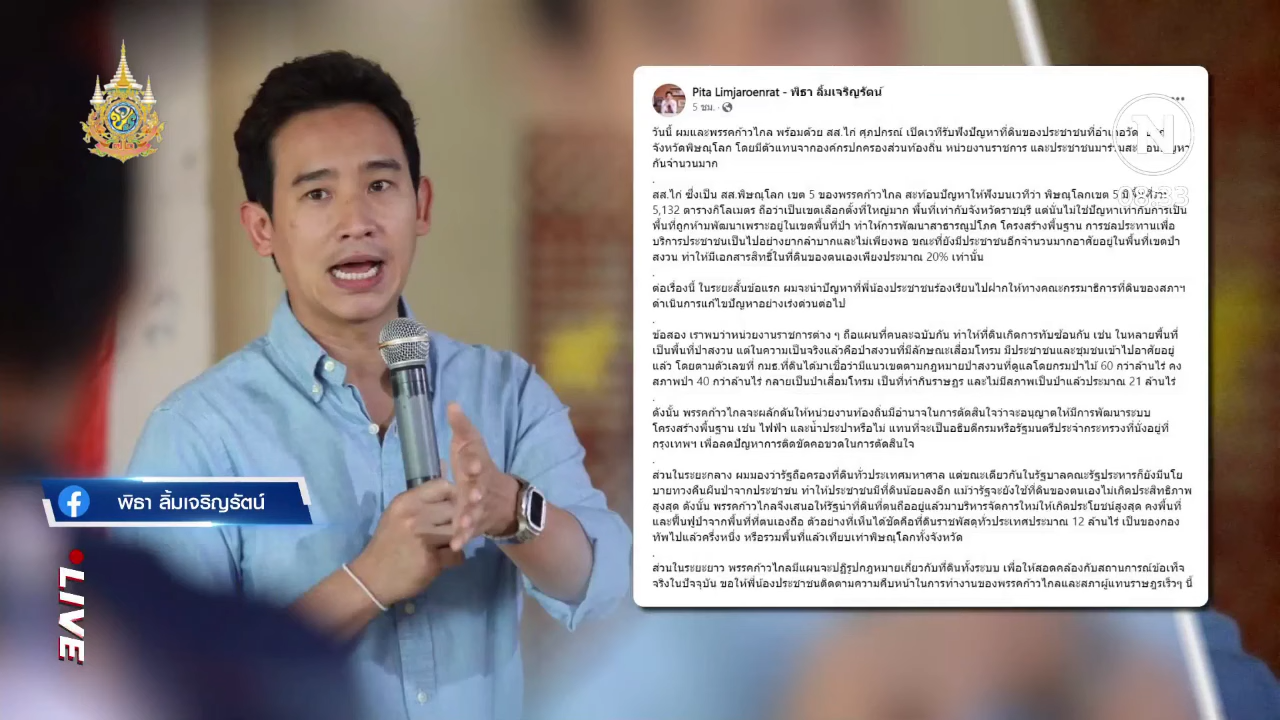 Pita Limjaroenrat - พิธา ลิ้มเจริญรัตน์
5 ชม.
วันนี้ ผมและพรรคก้าวไกล พร้อมด้วย สส.ไก่ ศุภปกรณ์ เปิดเวทีรับฟังปัญหาที่ดินของประชาชนที่อำเภอวัด
จังหวัดพิษณุโลก โดยมีตัวแทนจากองค์กรปกครองส่วนท้องถิ่น หน่วยงานราชการ และประชาชนมาร่วมสะท้อนปัญหา
กันจำนวนมาก
.
สส.ไก่ ซึ่งเป็น สส.พิษณุโลก เขต 5 ของพรรคก้าวไกล สะท้อนปัญหาให้ฟังบนเวทีว่า พิษณุโลกเขต 5 มีพื้นที่
5,132 ตารางกิโลเมตร ถือว่าเป็นเขตเลือกตั้งที่ใหญ่มาก พื้นที่เท่ากับจังหวัดราชบุรี แต่นั่นไม่ใช่ปัญหาเท่ากับการเป็น
พื้นที่ถูกห้ามพัฒนาเพราะอยู่ในเขตพื้นที่ป่า ทำให้การพัฒนาสาธารณูปโภค โครงสร้างพื้นฐาน การชลประทานเพื่อ
บริการประชาชนเป็นไปอย่างยากลำบากและไม่เพียงพอ ขณะที่ยังมีประชาชนอีกจำนวนมากอาศัยอยู่ในพื้นที่เขตป่า
สงวน ทำให้มีเอกสารสิทธิ์ในที่ดินของตนเองเพียงประมาณ 20% เท่านั้น
.
ต่อเรื่องนี้ ในระยะสั้นข้อแรก ผมจะนำปัญหาที่พี่น้องประชาชนร้องเรียนไปฝากให้ทางคณะกรรมาธิการที่ดินของสภาฯ
ดำเนินการแก้ไขปัญหาอย่างเร่งด่วนต่อไป
.
ข้อสอง เราพบว่าหน่วยงานราชการต่าง ๆ ถือแผนที่คนละฉบับกัน ทำให้ที่ดินเกิดการทับซ้อนกัน เช่น ในหลายพื้นที่
เป็นพื้นที่ป่าสงวน แต่ในความเป็นจริงแล้วคือป่าสงวนที่มีลักษณะเสื่อมโทรม มีประชาชนและชุมชนเข้าไปอาศัยอยู่
แล้ว โดยตามตัวเลขที่ กมธ.ที่ดินได้มาเชื่อว่ามีแนวเขตตามกฎหมายป่าสงวนที่ดูแลโดยกรมป่าไม้ 60 กว่าล้านไร่ คง
สภาพป่า 40 กว่าล้านไร่ กลายเป็นป่าเสื่อมโทรม เป็นที่ทำกินราษฎร และไม่มีสภาพเป็นป่าแล้วประมาณ 21 ล้านไร่
.
ดังนั้น พรรคก้าวไกลจะผลักดันให้หน่วยงานท้องถิ่นมีอำนาจในการตัดสินใจว่าจะอนุญาตให้มีการพัฒนาระบบ
โครงสร้างพื้นฐาน เช่น ไฟฟ้า และน้ำประปาหรือไม่ แทนที่จะเป็นอธิบดีกรมหรือรัฐมนตรีประจำกระทรวงที่นั่งอยู่ที่
กรุงเทพฯ เพื่อลดปัญหาการติดขัดคอขวดในการตัดสินใจ
.
ส่วนในระยะกลาง ผมมองว่ารัฐถือครองที่ดินทั่วประเทศมหาศาล แต่ขณะเดียวกันในรัฐบาลคณะรัฐประหารก็ยังมีนโย
บายทวงคืนผืนป่าจากประชาชน ทำให้ประชาชนมีที่ดินน้อยลงอีก แม้ว่ารัฐจะยังใช้ที่ดินของตนเองไม่เกิดประสิทธิภาพ
สูงสุด ดังนั้น พรรคก้าวไกลจึงเสนอให้รัฐนำที่ดินที่ตนถืออยู่แล้วมาบริหารจัดการใหม่ให้เกิดประโยชน์สูงสุด คงพื้นที่
และฟื้นฟูป่าจากพื้นที่ที่ตนเองถือ ตัวอย่างที่เห็นได้ชัดคือที่ดินราชพัสดุทั่วประเทศประมาณ 12 ล้านไร่ เป็นของกอง
ทัพไปแล้วครึ่งหนึ่ง หรือรวมพื้นที่แล้วเทียบเท่าพิษณุโลกทั้งจังหวัด
.
ส่วนในระยะยาว พรรคก้าวไกลมีแผนจะปฏิรูปกฎหมายเกี่ยวกับที่ดินทั้งระบบ เพื่อให้สอดคล้องกับสถานการณ์ข้อเท็จ
จริงในปัจจุบัน ขอให้พี่น้องประชาชนติดตามความคืบหน้าในการทำงานของพรรคก้าวไกลและสภาผู้แทนราษฎรเร็วๆ นี้
N
08:33
พิธา ลิ้มเจริญรัตน์
LIVE